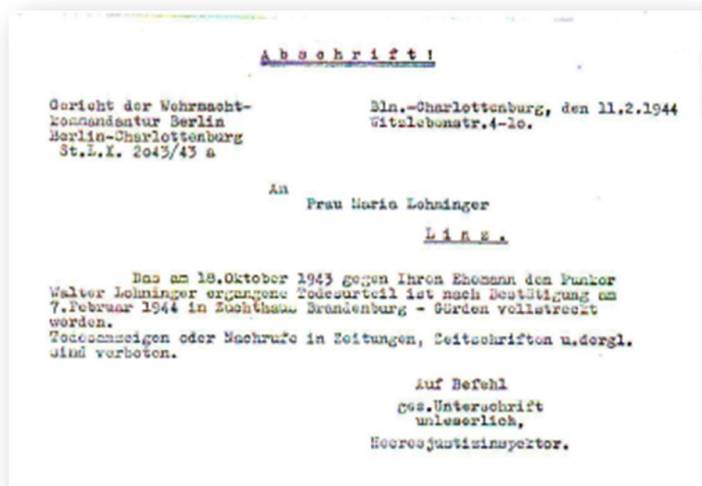 Abschrift!
Gericht der Wehrmacht-
kommandantur Berlin
Berlin-Charlottenburg
St.L.X. 2043/43 a
Bln.-Charlottenburg, den 11.2.1944
Witzlebenstr.4-10.
An
Frau Maria Lohninger
Linz.
Das am 18.Oktober 1943 gegen Ihren Ehemann den Funker
Walter Lohninger ergangene Todesurteil ist nach Bestätigung am
7.Februar 1944 in Zuchthaus Brandenburg - Görden vollstreckt
worden.
Todesanzeigen oder Nachrufe in Zeitungen, Zeitschriften u.dergl.
sind verboten.
Auf Befehl
gez.Unterschrift
unleserlich,
Heeresjustizinspektor.